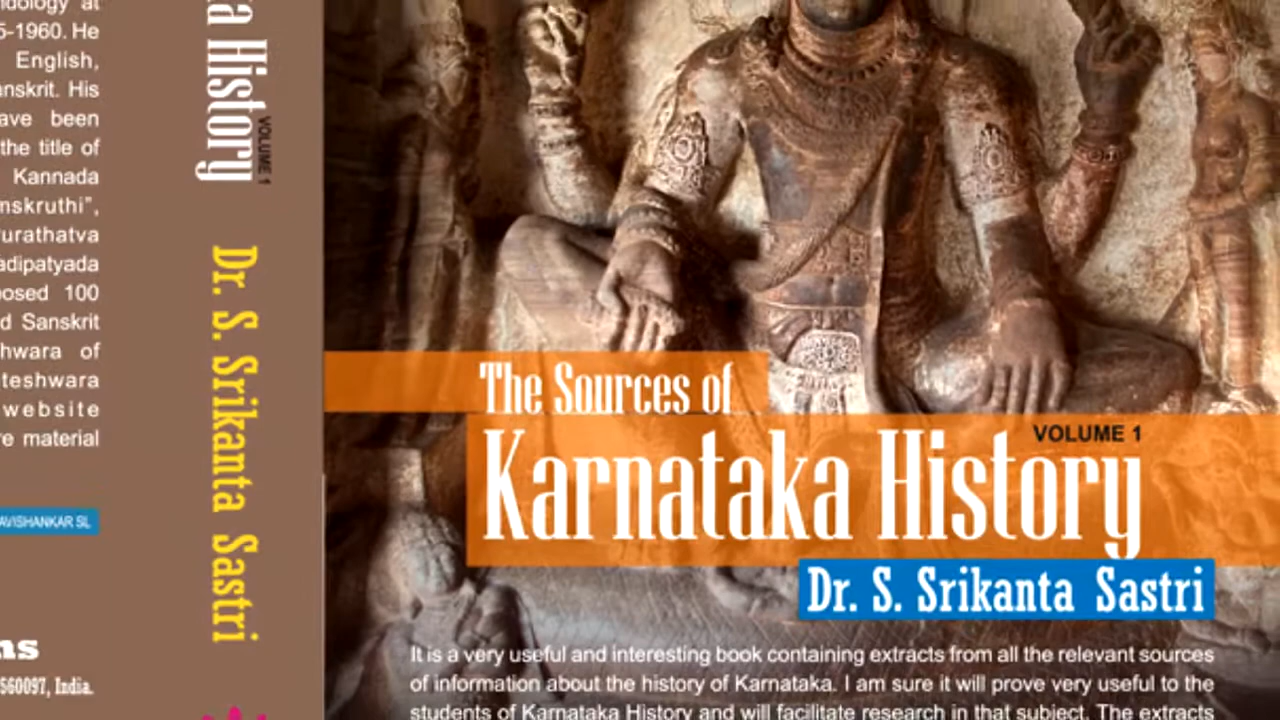 ndology at
5-1960. He
English,
anskrit. His
ave been
the title of
Kannada
mskruthi”,
urathatva
adipatyada
posed 100
d Sanskrit
hwara of
teshwara
website
re material
AVISHANKAR SL
ns
560097, India.
ta History
VOLUME 1
Dr. S. Srikanta Sastri
The Sources of
Karnataka History
VOLUME 1
Dr. S. Srikanta Sastri
It is a very useful and interesting book containing extracts from all the relevant sources
of information about the history of Karnataka. I am sure it will prove very useful to the
students of Karnataka History and will facilitate research in that subject. The extracts